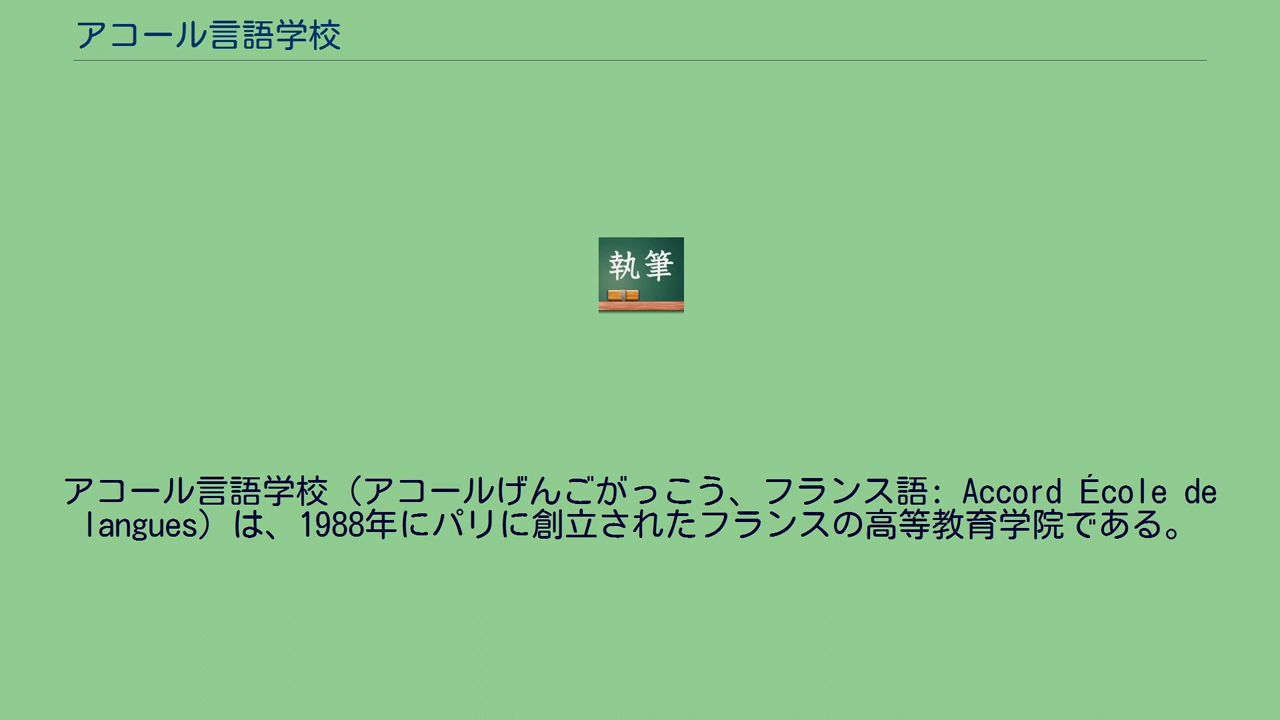 アコール言語学校
執筆
アコール言語学校（アコールげんごがっこう、フランス語: Accord École de
langues）は、1988年にパリに創立されたフランスの高等教育学院である。